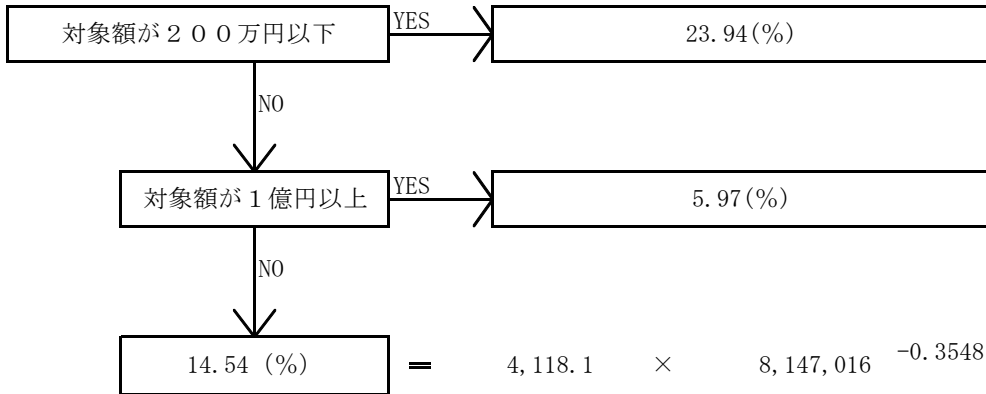 対象額が２００万円以下 YES 23.94(%)
NO
対象額が１億円以上 YES 5.97(%)
NO
14.54 (%) = 4,118.1 × 8,147,016 -0.3548